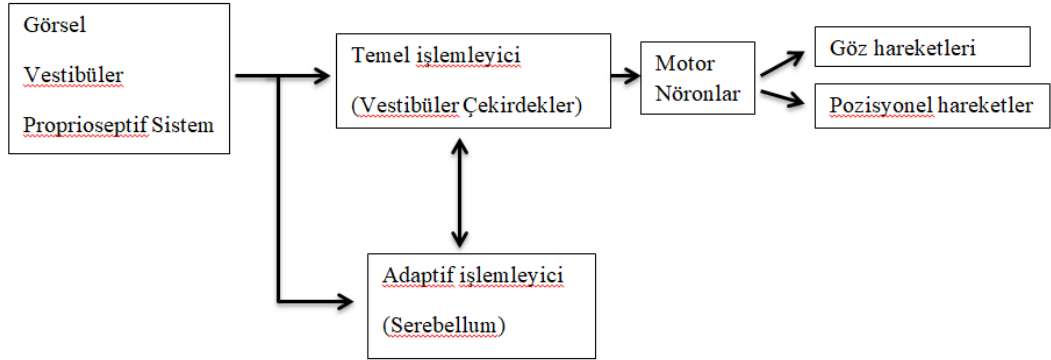 Görsel
Vestibüler
Proprioseptif Sistem
Temel işlemleyici
(Vestibüler Çekirdekler)
Motor
Nöronlar
Göz hareketleri
Pozisyonel hareketler
Adaptif işlemleyici
(Serebellum)